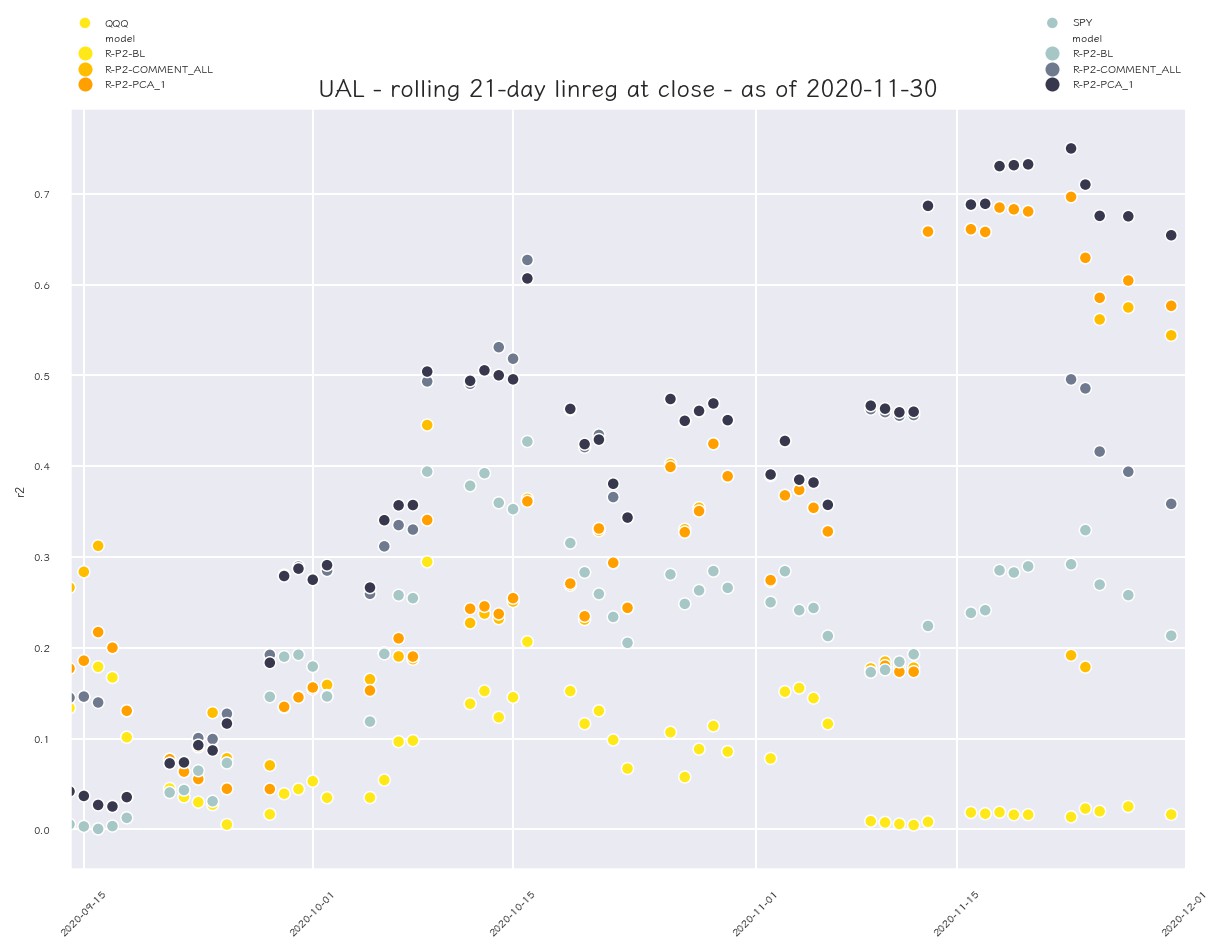 QQQ
model
R-P2-BL
R-P2-COMMENT_ALL
R-P2-PCA_1
SPY
model
R-P2-BL
R-P2-COMMENT_ALL
R-P2-PCA_1
UAL - rolling 21-day linreg at close - as of 2020-11-30
0.7
0.6
0.5
0.4
0.3
0.2
0.1
0.0
r2
2020-09-15
2020-10-01
2020-10-15
2020-11-01
2020-11-15
2020-12-01